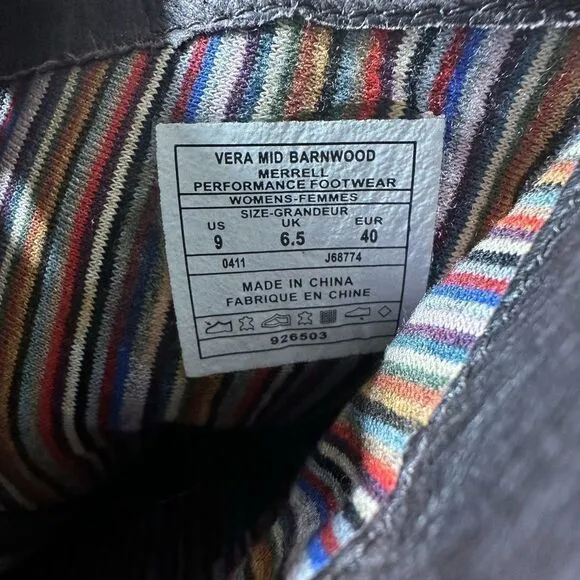 VERA MID BARNWOOD
MERRELL
PERFORMANCE FOOTWEAR
WOMENS-FEMMES
SIZE-GRANDEUR
US UK EUR
9 6.5 40
0411 J68774
MADE IN CHINA
FABRIQUE EN CHINE
926503